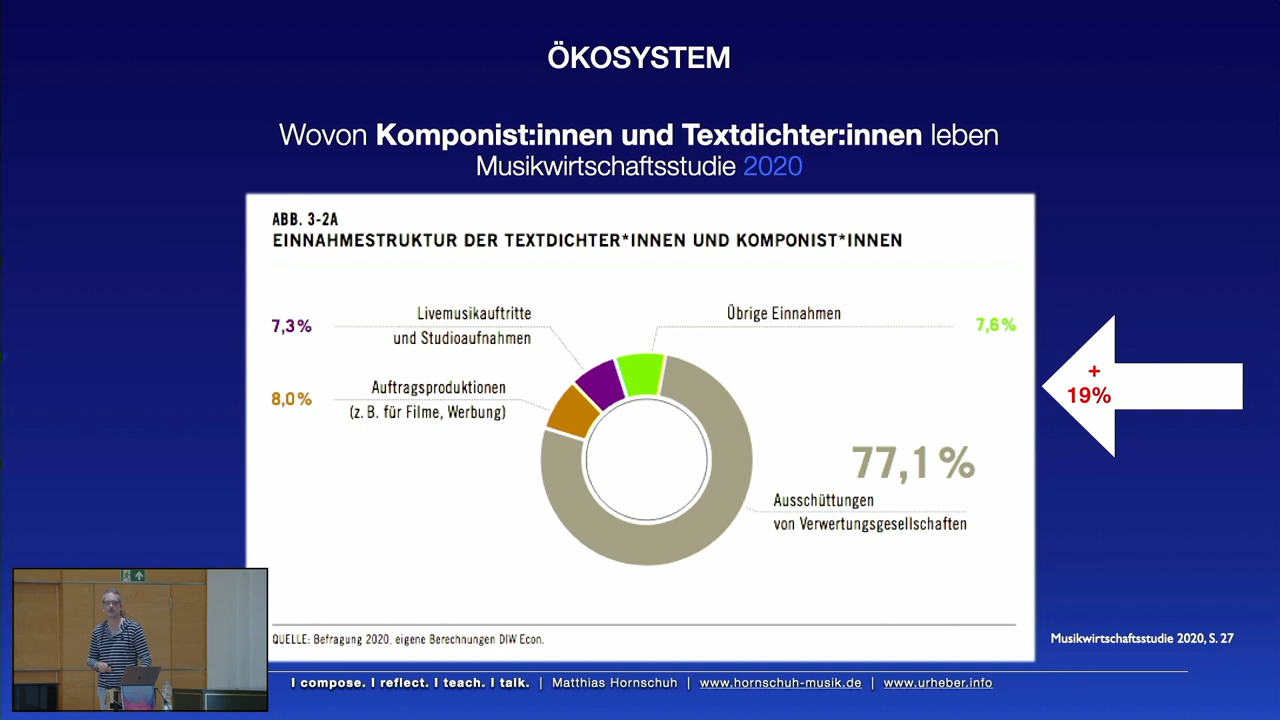 ÖKOSYSTEM
Wovon Komponist:innen und Textdichter:innen leben
Musikwirtschaftsstudie 2020
ABB. 3-2A
EINNAHMESTRUKTUR DER TEXTDICHTER*INNEN UND KOMPONIST*INNEN
7,3%
Livemusikauftritte
und Studioaufnahmen
Übrige Einnahmen
7,6%
8,0%
Auftragsproduktionen
(z. B. für Filme, Werbung)
+
19%
77,1%
Ausschüttungen
von Verwertungsgesellschaften
QUELLE: Befragung 2020, eigene Berechnungen DIW Econ.
Musikwirtschaftsstudie 2020, S. 27
I compose. I reflect. I teach. I talk. | Matthias Hornschuh | www.hornschuh-musik.de | www.urheber.info